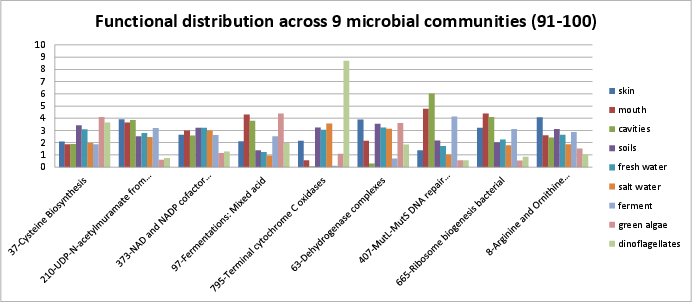 Functional distribution across 9 microbial communities (91-100)
10
9
8
7
6
5
4
3
2
1
0
37-Cysteine Biosynthesis
210-UDP-N-acetylmuramate from...
373-NAD and NADP cofactor...
97-Fermentations: Mixed acid
795-Terminal cytochrome C oxidases
63-Dehydrogenase complexes
407-MutL-MutS DNA repair...
665-Ribosome biogenesis bacterial
8-Arginine and Ornithine...
skin
mouth
cavities
soils
fresh water
salt water
ferment
green algae
dinoflagellates